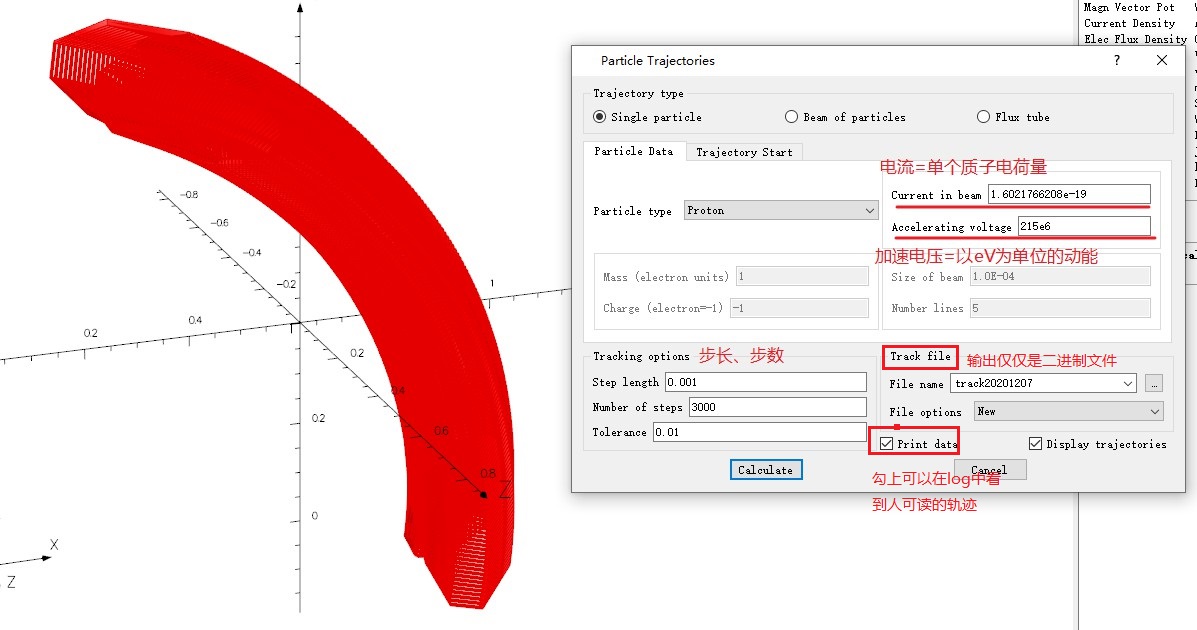 Magn Vector Pot
Current Density
Elec Flux Density
Particle Trajectories
?
Trajectory type
Single particle
Beam of particles
Flux tube
Particle Data
Trajectory Start
电流=单个质子电荷量
Current in beam 1.6021766208e-19
Particle type Proton
Accelerating voltage 215e6
加速电压=以eV为单位的动能
Mass (electron units) 1
Size of beam 1.0E-04
Charge (electron=-1) -1
Number lines 5
Tracking options 步长、步数
Track file 输出仅仅是二进制文件
Step length 0.001
File name track20201207
...
Number of steps 3000
File options New
Tolerance 0.01
Print data
Display trajectories
Calculate
Cancel
勾上可以在log中看
到人可读的轨迹
-0.8
-0.6
-0.4
-0.2
1
0.4
0.2
0.2
0.4
0.2
0.6
0.8
Z
0
X
Z